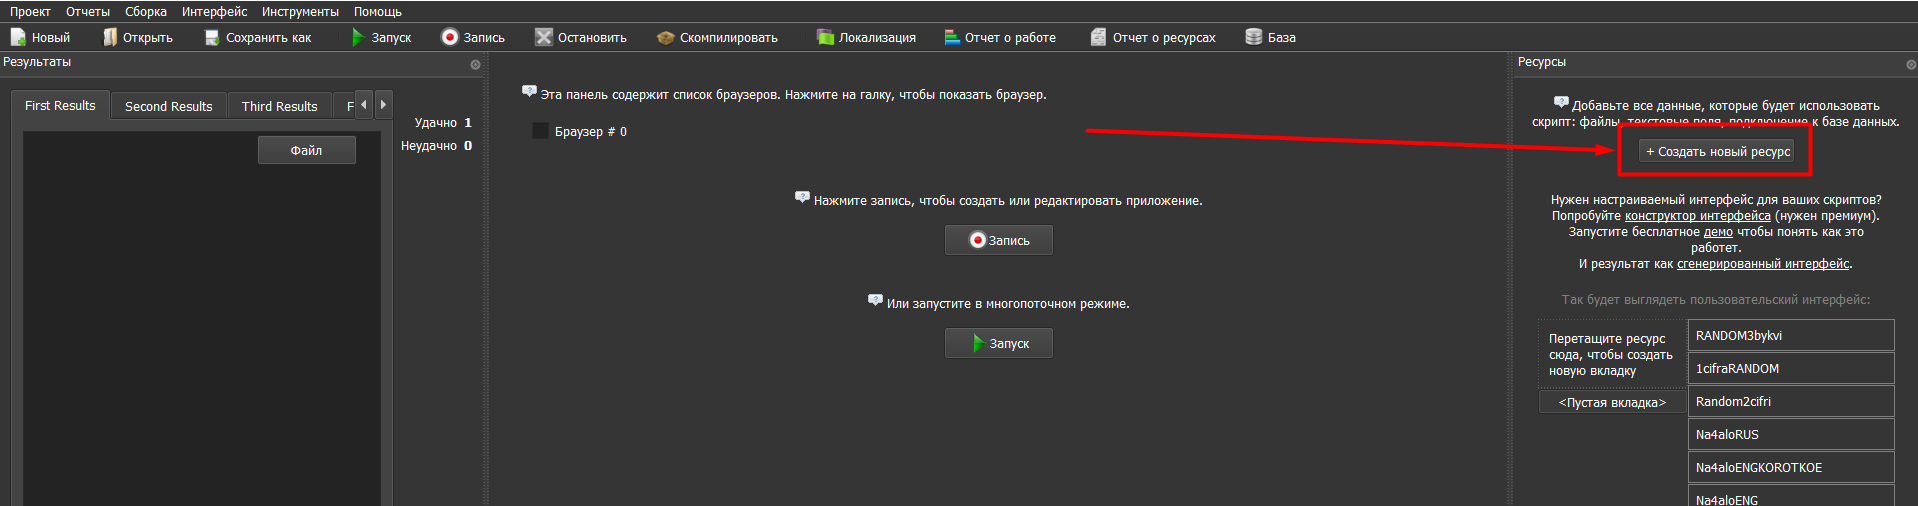 Проект Отчеты Сборка Интерфейс Инструменты Помощь
Новый Открыть Сохранить как Запуск Запись Остановить Скомпилировать Локализация Отчет о работе Отчет о ресурсах База
Результаты
First Results Second Results Third Results F
Файл
Удачно 1
Неудачно 0
Эта панель содержит список браузеров. Нажмите на галку, чтобы показать браузер.
Браузер # 0
Нажмите запись, чтобы создать или редактировать приложение.
Запись
Или запустите в многопоточном режиме.
Запуск
Ресурсы
Добавьте все данные, которые будет использовать
скрипт: файлы, текстовые поля, подключение к базе данных.
+ Создать новый ресурс
Нужен настраиваемый интерфейс для ваших скриптов?
Попробуйте конструктор интерфейса (нужен премиум).
Запустите бесплатное демо чтобы понять как это
работет.
И результат как сгенерированный интерфейс.
Так будет выглядеть пользовательский интерфейс:
Перетащите ресурс
сюда, чтобы создать
новую вкладку
<Пустая вкладка>
RANDOM3bykvi
1cifraRANDOM
Random2cifri
Na4aloRUS
Na4aloENGKOROTKOE
Na4aloENG